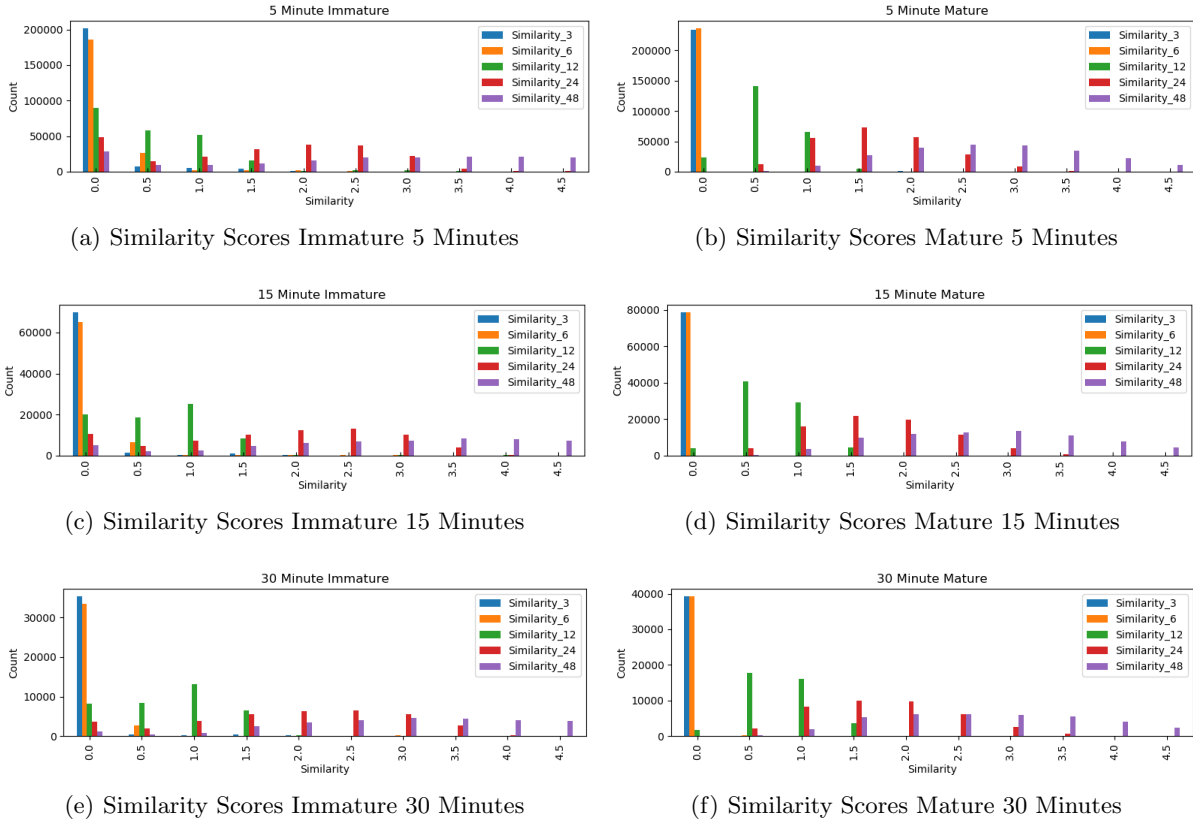 5 Minute Immature
200000
150000
100000
50000
0
Count
Similarity_3
Similarity_6
Similarity_12
Similarity_24
Similarity_48
0.0 0.5 1.0 1.5 2.0 2.5 3.0 3.5 4.0 4.5
Similarity
(a) Similarity Scores Immature 5 Minutes
5 Minute Mature
200000
150000
100000
50000
0
Count
Similarity_3
Similarity_6
Similarity_12
Similarity_24
Similarity_48
0.0 0.5 1.0 1.5 2.0 2.5 3.0 3.5 4.0 4.5
Similarity
(b) Similarity Scores Mature 5 Minutes
15 Minute Immature
60000
40000
20000
0
Count
Similarity_3
Similarity_6
Similarity_12
Similarity_24
Similarity_48
0.0 0.5 1.0 1.5 2.0 2.5 3.0 3.5 4.0 4.5
Similarity
(c) Similarity Scores Immature 15 Minutes
15 Minute Mature
80000
60000
40000
20000
0
Count
Similarity_3
Similarity_6
Similarity_12
Similarity_24
Similarity_48
0.0 0.5 1.0 1.5 2.0 2.5 3.0 3.5 4.0 4.5
Similarity
(d) Similarity Scores Mature 15 Minutes
30 Minute Immature
30000
20000
10000
0
Count
Similarity_3
Similarity_6
Similarity_12
Similarity_24
Similarity_48
0.0 0.5 1.0 1.5 2.0 2.5 3.0 3.5 4.0 4.5
Similarity
(e) Similarity Scores Immature 30 Minutes
30 Minute Mature
40000
30000
20000
10000
0
Count
Similarity_3
Similarity_6
Similarity_12
Similarity_24
Similarity_48
0.0 0.5 1.0 1.5 2.0 2.5 3.0 3.5 4.0 4.5
Similarity
(f) Similarity Scores Mature 30 Minutes